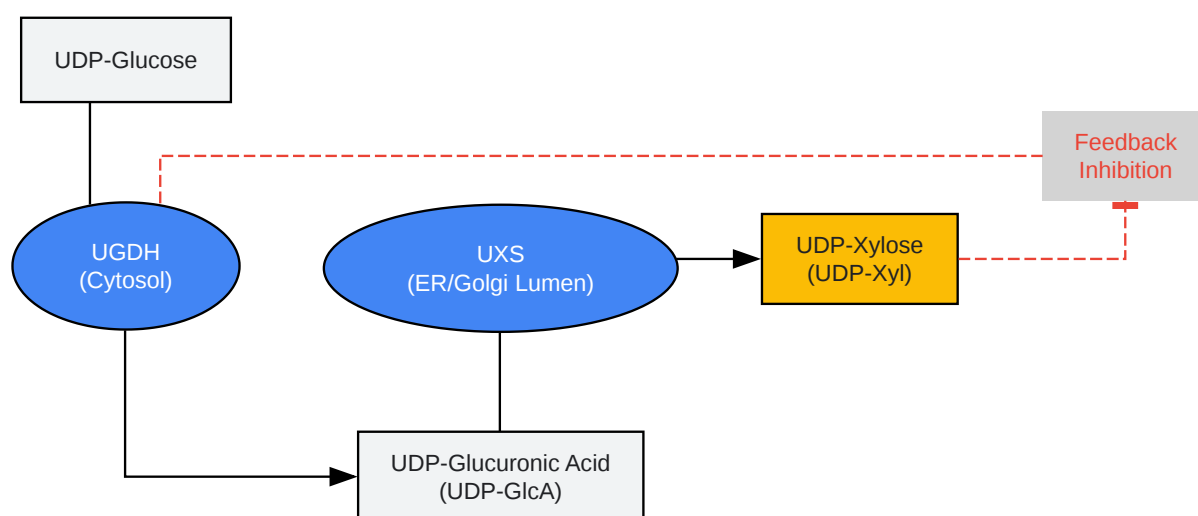 UDP-Glucose
Feedback
Inhibition
UGDH
(Cytosol)
UXS
(ER/Golgi Lumen)
UDP-Xylose
(UDP-Xyl)
UDP-Glucuronic Acid
(UDP-GlcA)